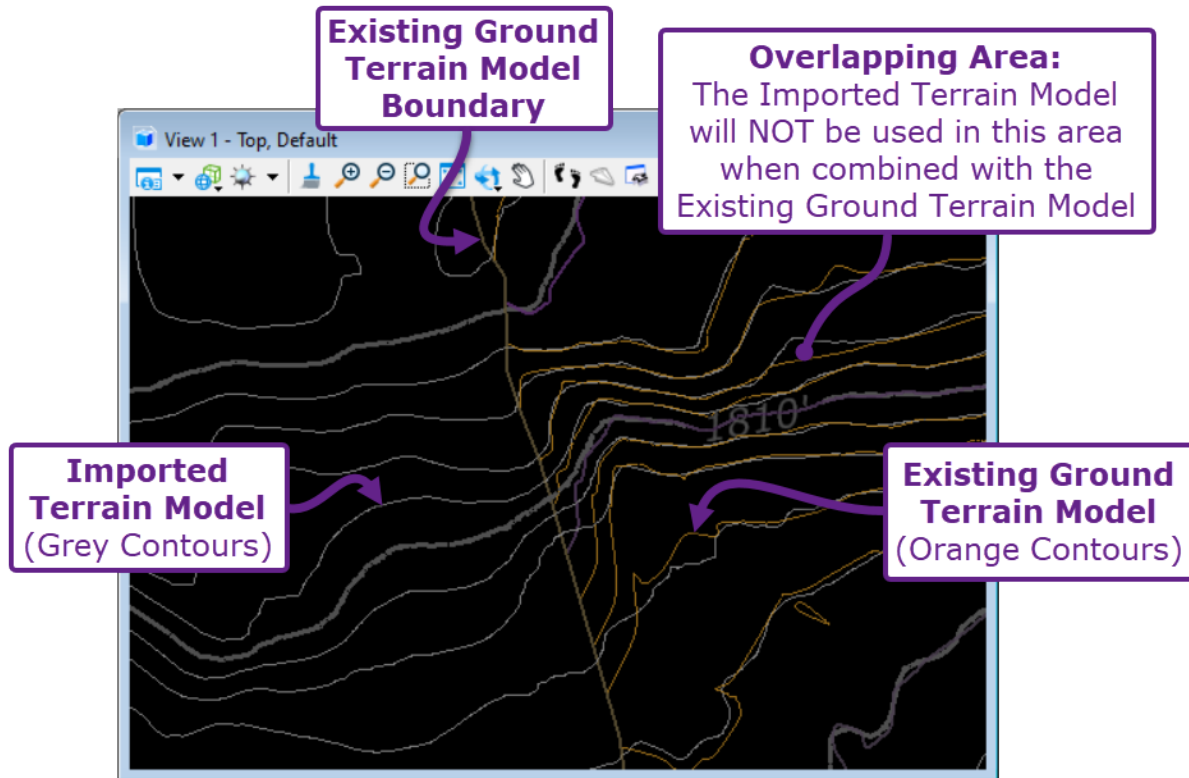 Existing Ground
Terrain Model
Boundary
Overlapping Area:
The Imported Terrain Model
will NOT be used in this area
when combined with the
Existing Ground Terrain Model
View 1 - Top, Default
1810'
Imported
Terrain Model
(Grey Contours)
Existing Ground
Terrain Model
(Orange Contours)